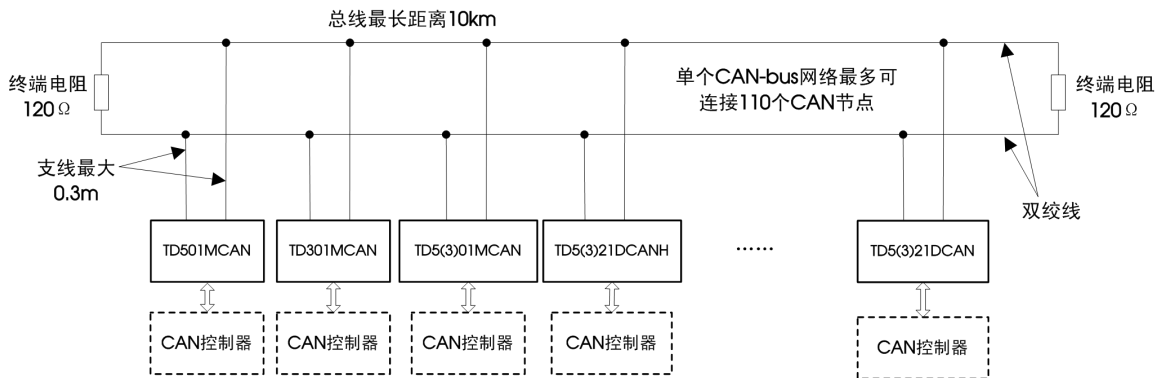 总线最长距离10km
终端电阻
120Ω
单个CAN-bus网络最多可
连接110个CAN节点
终端电阻
120Ω
支线最大
0.3m
双绞线
TD501MCAN
TD301MCAN
TD5(3)01MCAN
TD5(3)21DCANH
……
TD5(3)21DCAN
CAN控制器
CAN控制器
CAN控制器
CAN控制器
CAN控制器